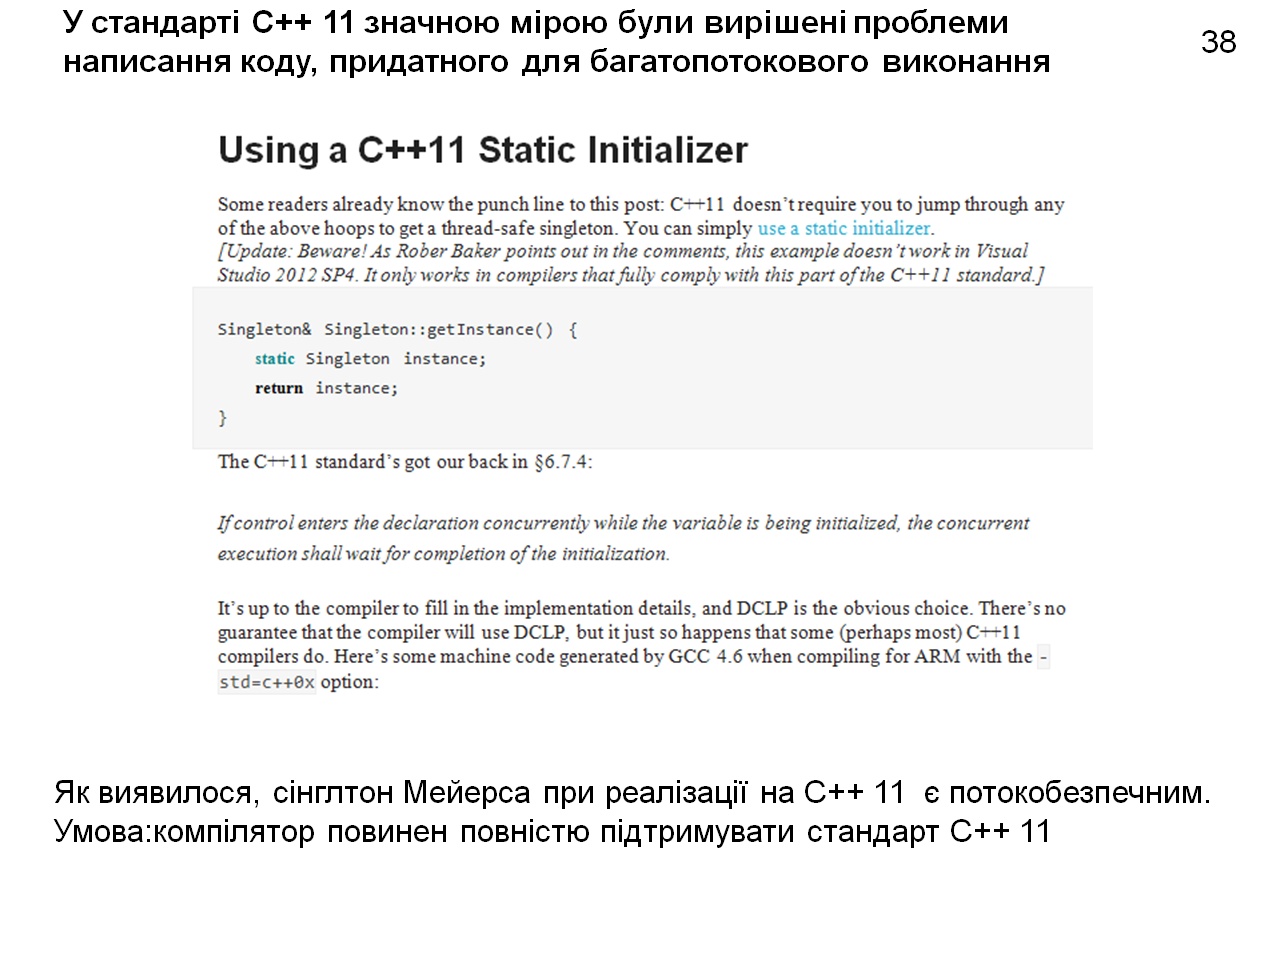 У стандарті C++ 11 значною мірою були вирішені проблеми
написання коду, придатного для багатопотокового виконання
38
Using a C++11 Static Initializer
Some readers already know the punch line to this post: C++11 doesn't require you to jump through any
of the above hoops to get a thread-safe singleton. You can simply use a static initializer.
[Update: Beware! As Rober Baker points out in the comments, this example doesn't work in Visual
Studio 2012 SP4. It only works in compilers that fully comply with this part of the C++11 standard.]
Singleton& Singleton::getInstance() {
static Singleton instance;
return instance;
}
The C++11 standard's got our back in §6.7.4:
If control enters the declaration concurrently while the variable is being initialized, the concurrent
execution shall wait for completion of the initialization.
It's up to the compiler to fill in the implementation details, and DCLP is the obvious choice. There's no
guarantee that the compiler will use DCLP, but it just so happens that some (perhaps most) C++11
compilers do. Here's some machine code generated by GCC 4.6 when compiling for ARM with the -
std=c++0x option:
Як виявилося, сінглтон Мейерса при реалізації на C++ 11 є потокобезпечним.
Умова:компілятор повинен повністю підтримувати стандарт C++ 11